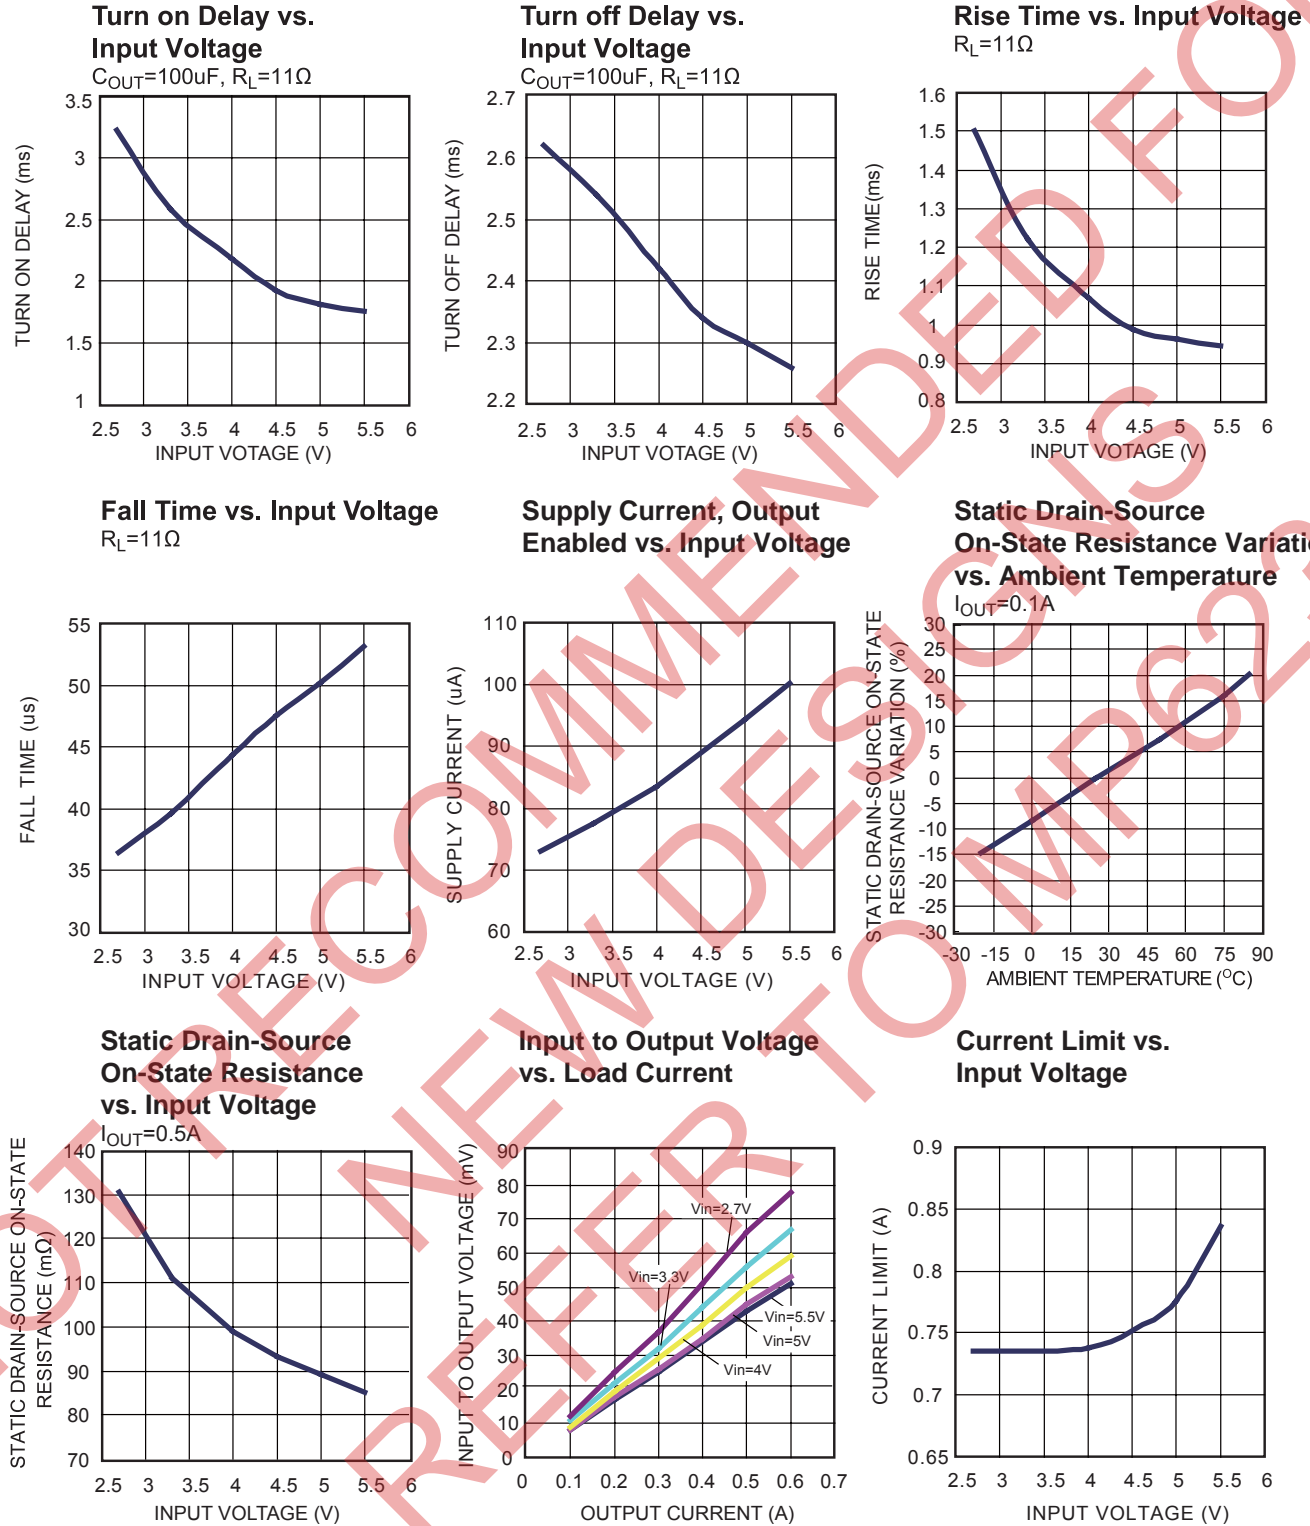 Turn on Delay vs.
Input Voltage
COUT=100uF, RL=11Ω
TURN ON DELAY (ms)
3.5
3
2.5
2
1.5
1
2.5 3 3.5 4 4.5 5 5.5 6
INPUT VOTAGE (V)
Turn off Delay vs.
Input Voltage
COUT=100uF, RL=11Ω
TURN OFF DELAY (ms)
2.7
2.6
2.5
2.4
2.3
2.2
2.5 3 3.5 4 4.5 5 5.5 6
INPUT VOTAGE (V)
Rise Time vs. Input Voltage
RL=11Ω
RISE TIME(ms)
1.6
1.5
1.4
1.3
1.2
1.1
1
0.9
0.8
2.5 3 3.5 4 4.5 5 5.5 6
INPUT VOTAGE (V)
Fall Time vs. Input Voltage
RL=11Ω
FALL TIME (us)
55
50
45
40
35
30
2.5 3 3.5 4 4.5 5 5.5 6
INPUT VOLTAGE (V)
Supply Current, Output
Enabled vs. Input Voltage
SUPPLY CURRENT (uA)
110
100
90
80
70
60
2.5 3 3.5 4 4.5 5 5.5 6
INPUT VOLTAGE (V)
Static Drain-Source
On-State Resistance Variatio
vs. Ambient Temperature
IOUT=0.1A
STATIC DRAIN-SOURCE ON-STATE
RESISTANCE VARIATION (%)
30
25
20
15
10
5
0
-5
-10
-15
-20
-25
-30
-30 -15 0 15 30 45 60 75 90
AMBIENT TEMPERATURE (°C)
Static Drain-Source
On-State Resistance
vs. Input Voltage
IOUT=0.5A
STATIC DRAIN-SOURCE ON-STATE
RESISTANCE (mΩ)
140
130
120
110
100
90
80
70
2.5 3 3.5 4 4.5 5 5.5 6
INPUT VOLTAGE (V)
Input to Output Voltage
vs. Load Current
INPUT TO OUTPUT VOLTAGE (mV)
90
80
70
60
50
40
30
20
10
0
Vin=2.7V
Vin=3.3V
Vin=5.5V
Vin=5V
Vin=4V
0 0.1 0.2 0.3 0.4 0.5 0.6 0.7
OUTPUT CURRENT (A)
Current Limit vs.
Input Voltage
CURRENT LIMIT (A)
0.9
0.85
0.8
0.75
0.7
0.65
2.5 3 3.5 4 4.5 5 5.5 6
INPUT VOLTAGE (V)
OT RECOMMENDED FO
NEW DESIGNS
REFER TO MP62